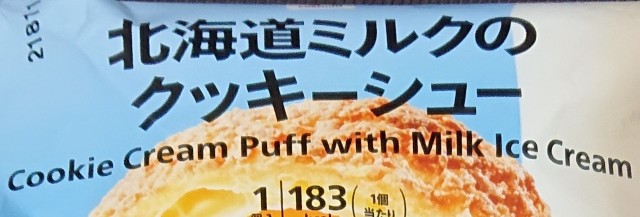 21811
北海道ミルクの
クッキーシュー
Cookie Cream Puff with Milk Ice Cream
1 183 (1個
当たり)